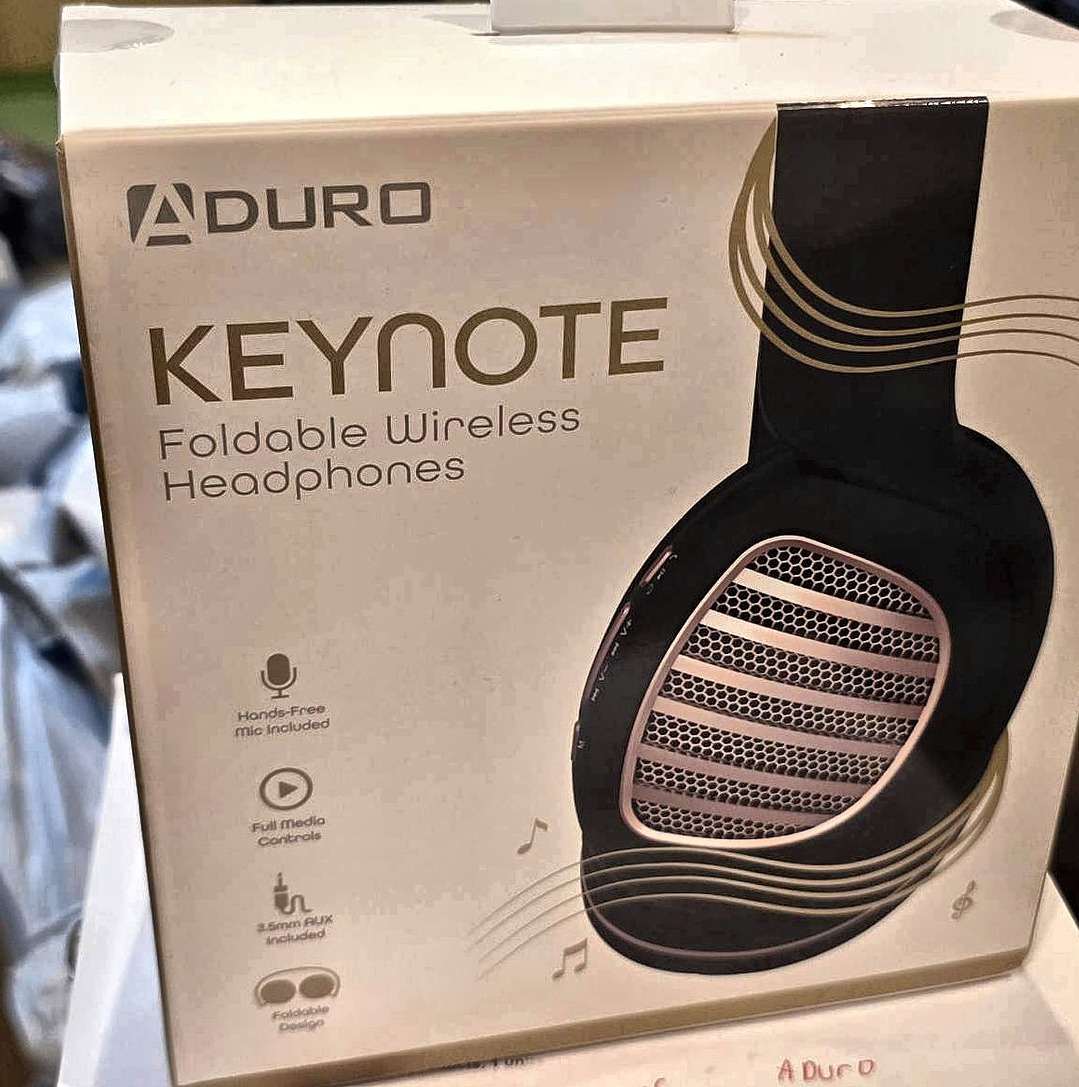 ADURO
KEYNOTE
Foldable Wireless
Headphones
Hands-Free
Mic Included
Full Media
Controls
3.5mm AUX
Included
Foldable
Design
ADURO